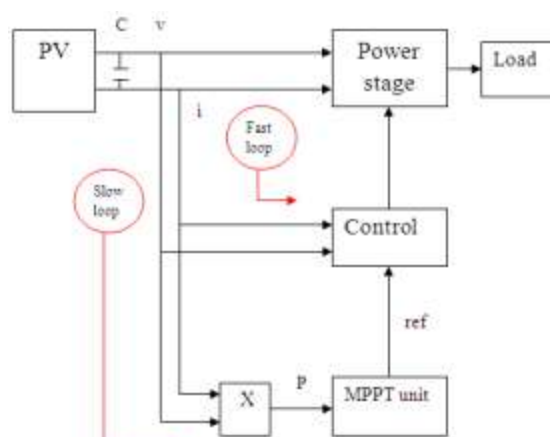 C
v
PV
Power
stage
Load
i
Fast
loop
Slow
loop
Control
ref
P
X
MPPT unit